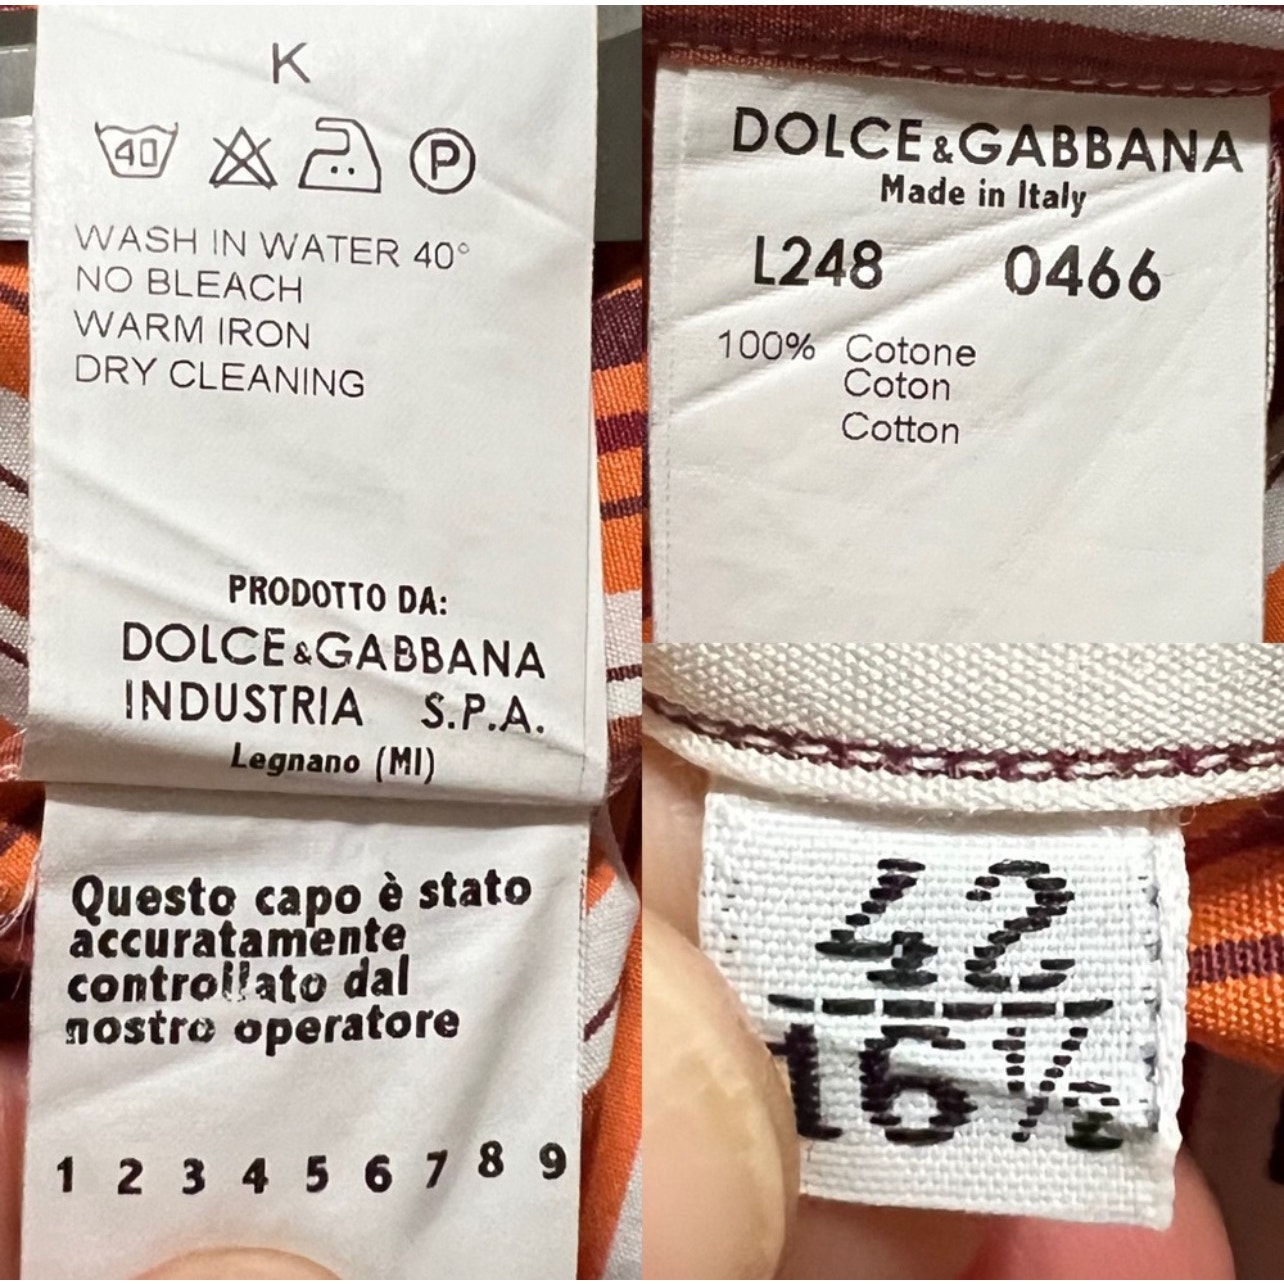 K
40 P
WASH IN WATER 40°
NO BLEACH
WARM IRON
DRY CLEANING
PRODOTTO DA:
DOLCE&GABBANA
INDUSTRIA S.P.A.
Legnano (MI)
Questo capo è stato
accuratamente
controllato dal
nostro operatore
1 2 3 4 5 6 7 8 9
DOLCE&GABBANA
Made in Italy
L248 0466
100% Cotone
Coton
Cotton
42
16 ½